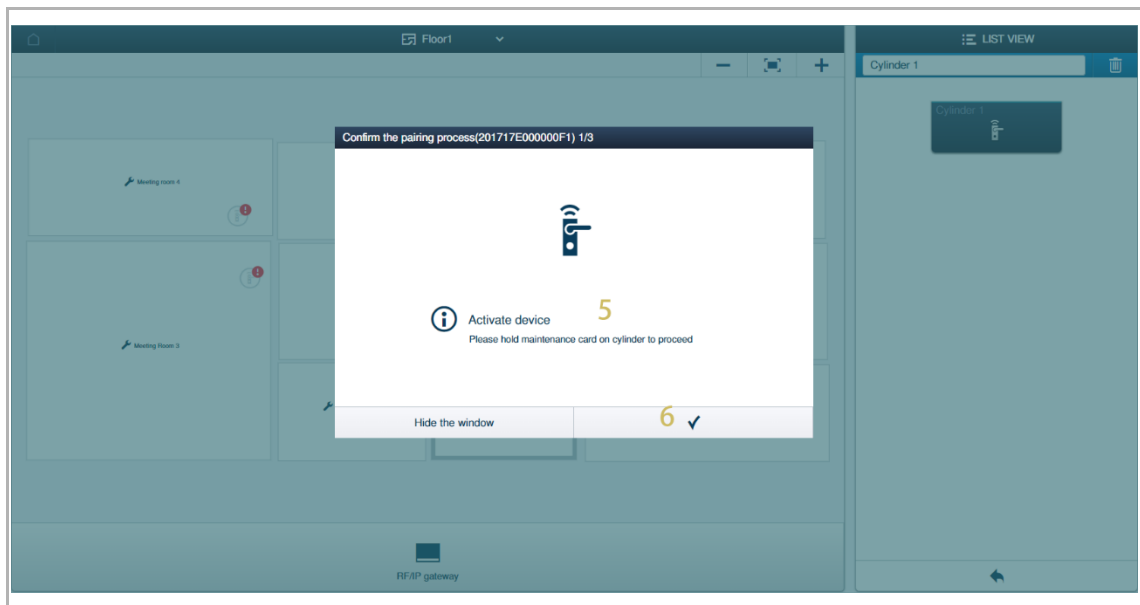 Floor1
LIST VIEW
Cylinder 1
Cylinder 1
Confirm the pairing process(201717E000000F1) 1/3
Meeting room 4
5
Activate device
Please hold maintenance card on cylinder to proceed
Meeting Room 3
Hide the window
6
RF/IP gateway